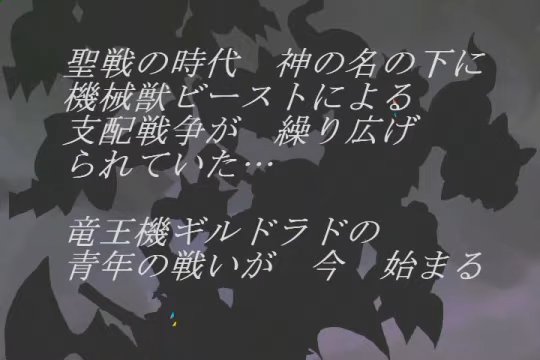 聖戦の時代　神の名の下に
機械獣ビーストによる
支配戦争が　繰り広げ
られていた…
竜王機ギルドラドの
青年の戦いが　今　始まる